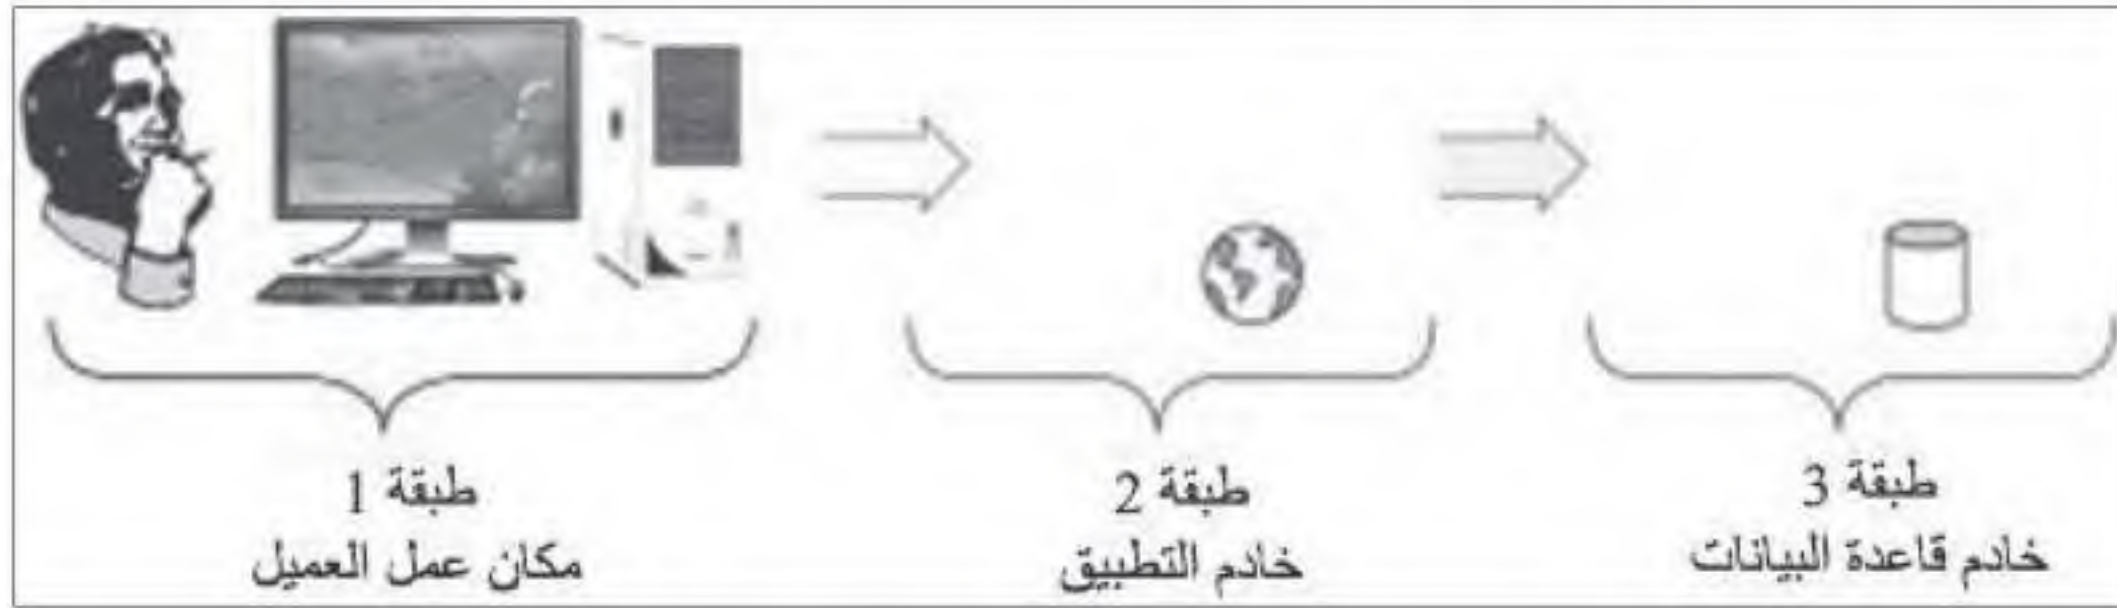 طبقة 1
مكان عمل العميل
طبقة 2
خادم التطبيق
طبقة 3
خادم قاعدة البيانات